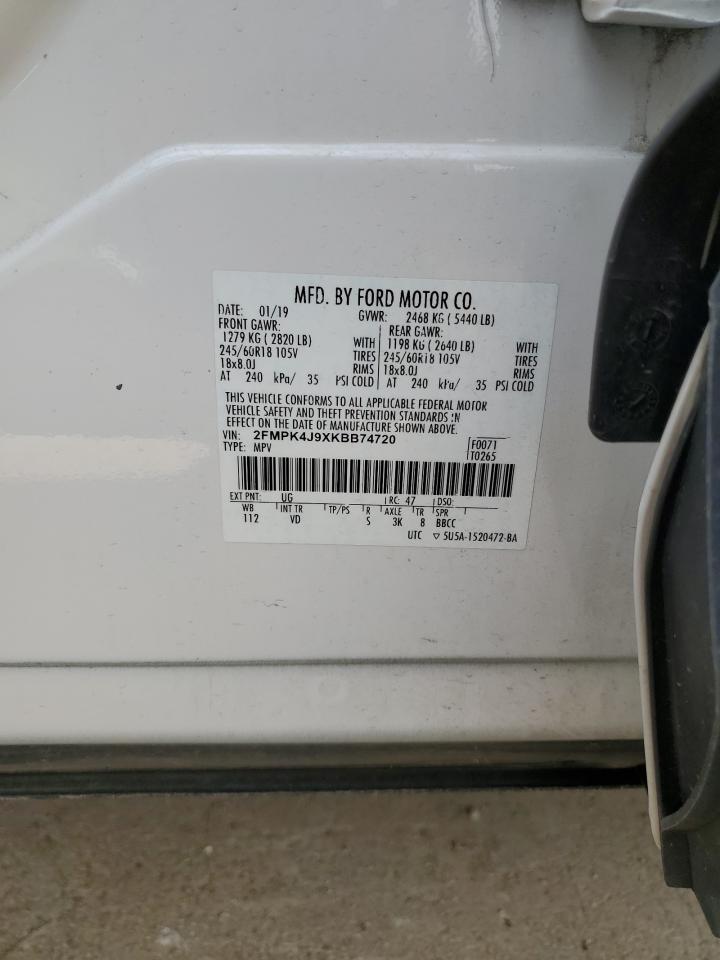 MFD. BY FORD MOTOR CO.
DATE: 01/19 GVWR: 2468 KG ( 5440 LB)
FRONT GAWR: REAR GAWR:
1279 KG ( 2820 LB) WITH 1198 KG ( 2640 LB) WITH
245/60R18 105V TIRES 245/60R18 105V TIRES
18x8.0J RIMS 18x8.0J RIMS
AT 240 kPa/ 35 PSI COLD AT 240 kPa/ 35 PSI COLD
THIS VEHICLE CONFORMS TO ALL APPLICABLE FEDERAL MOTOR
VEHICLE SAFETY AND THEFT PREVENTION STANDARDS IN
EFFECT ON THE DATE OF MANUFACTURE SHOWN ABOVE.
VIN: 2FMPK4J9XKBB74720 F0071
TYPE: MPV T0265
EXT PNT: UG RC: 47 DSO:
WB INT TR TP/PS R AXLE TR SPR
112 VD S 3K 8 BBCC
UTC ▽ 5U5A-1520472-BA